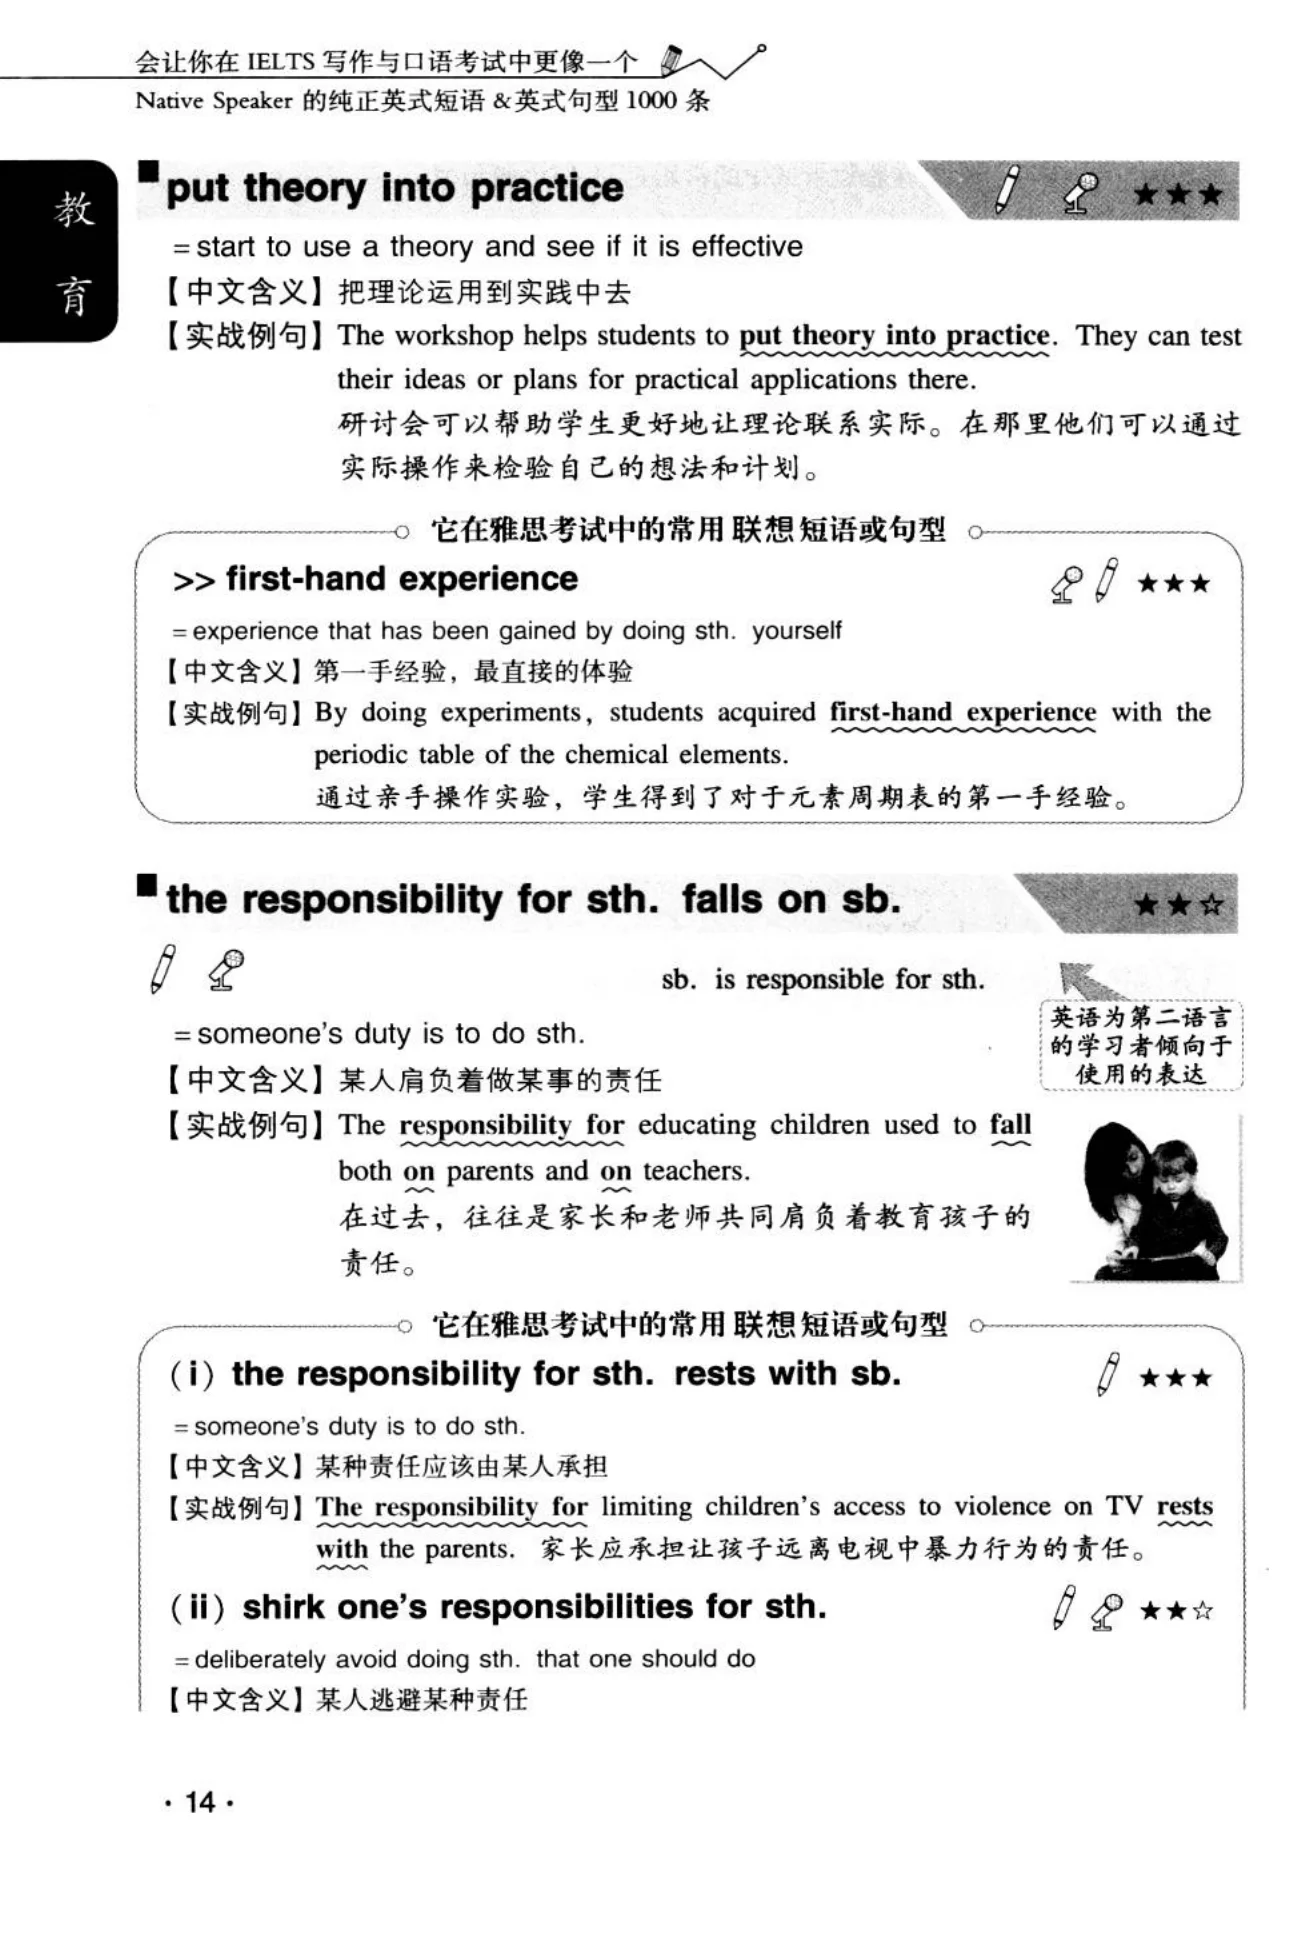 会让你在 IELTS 写作与口语考试中更像一个
Native Speaker 的纯正英式短语 & 英式句型 1000 条
教
育
■put theory into practice ★★★
=start to use a theory and see if it is effective
【中文含义】把理论运用到实践中去
【实战例句】The workshop helps students to put theory into practice. They can test
their ideas or plans for practical applications there.
研讨会可以帮助学生更好地让理论联系实际。在那里他们可以通过
实际操作来检验自己的想法和计划。
它在雅思考试中的常用联想短语或句型
>> first-hand experience ★★★
=experience that has been gained by doing sth. yourself
【中文含义】第一手经验，最直接的体验
【实战例句】By doing experiments, students acquired first-hand experience with the
periodic table of the chemical elements.
通过亲手操作实验，学生得到了对于元素周期表的第一手经验。
■the responsibility for sth. falls on sb. ★★☆
sb. is responsible for sth.
英语为第二语言
的学习者倾向于
使用的表达
=someone's duty is to do sth.
【中文含义】某人肩负着做某事的责任
【实战例句】The responsibility for educating children used to fall
both on parents and on teachers.
在过去，往往是家长和老师共同肩负着教育孩子的
责任。
它在雅思考试中的常用联想短语或句型
(i) the responsibility for sth. rests with sb. ★★★
=someone's duty is to do sth.
【中文含义】某种责任应该由某人承担
【实战例句】The responsibility for limiting children's access to violence on TV rests
with the parents. 家长应承担让孩子远离电视中暴力行为的责任。
(ii) shirk one's responsibilities for sth. ★★☆
=deliberately avoid doing sth. that one should do
【中文含义】某人逃避某种责任
· 14 ·